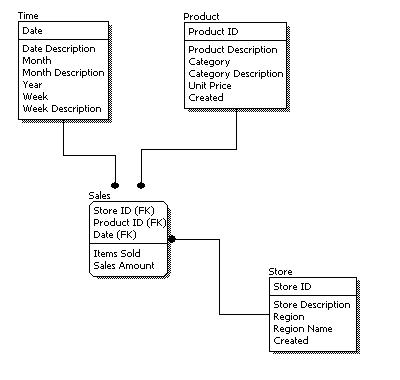 Time
Date
Date Description
Month
Month Description
Year
Week
Week Description
Product
Product ID
Product Description
Category
Category Description
Unit Price
Created
Sales
Store ID (FK)
Product ID (FK)
Date (FK)
Items Sold
Sales Amount
Store
Store ID
Store Description
Region
Region Name
Created